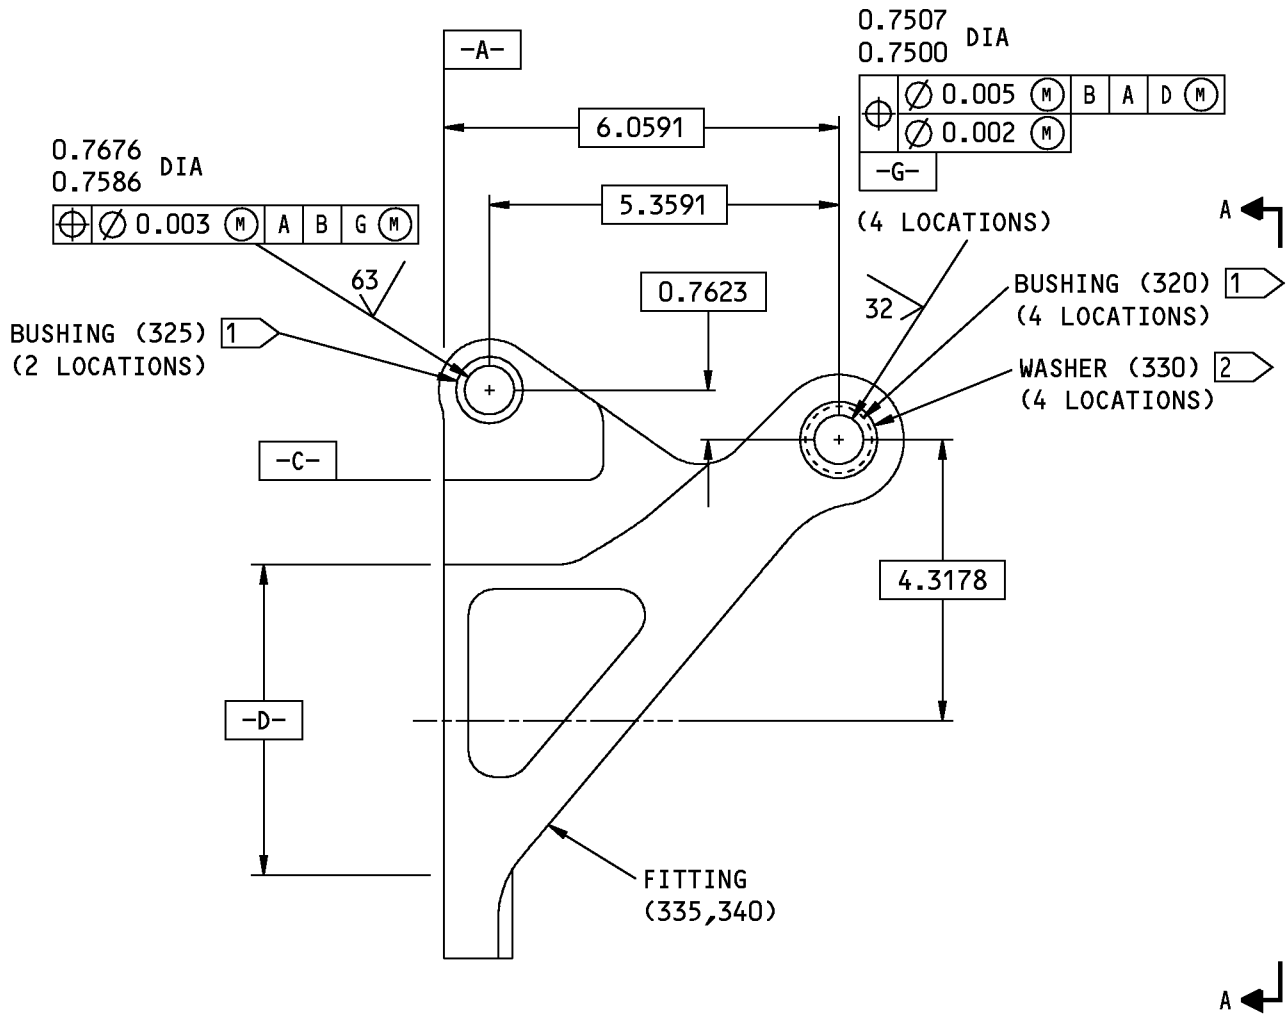 -A-
0.7507
0.7500 DIA
⌖ ⌀ 0.005 Ⓜ B A D Ⓜ
⌀ 0.002 Ⓜ
-G-
(4 LOCATIONS)
6.0591
5.3591
0.7623
0.7676
0.7586 DIA
⌖ ⌀ 0.003 Ⓜ A B G Ⓜ
63
BUSHING (325) 1
(2 LOCATIONS)
32
A
BUSHING (320) 1
(4 LOCATIONS)
WASHER (330) 2
(4 LOCATIONS)
-C-
4.3178
-D-
FITTING
(335,340)
A